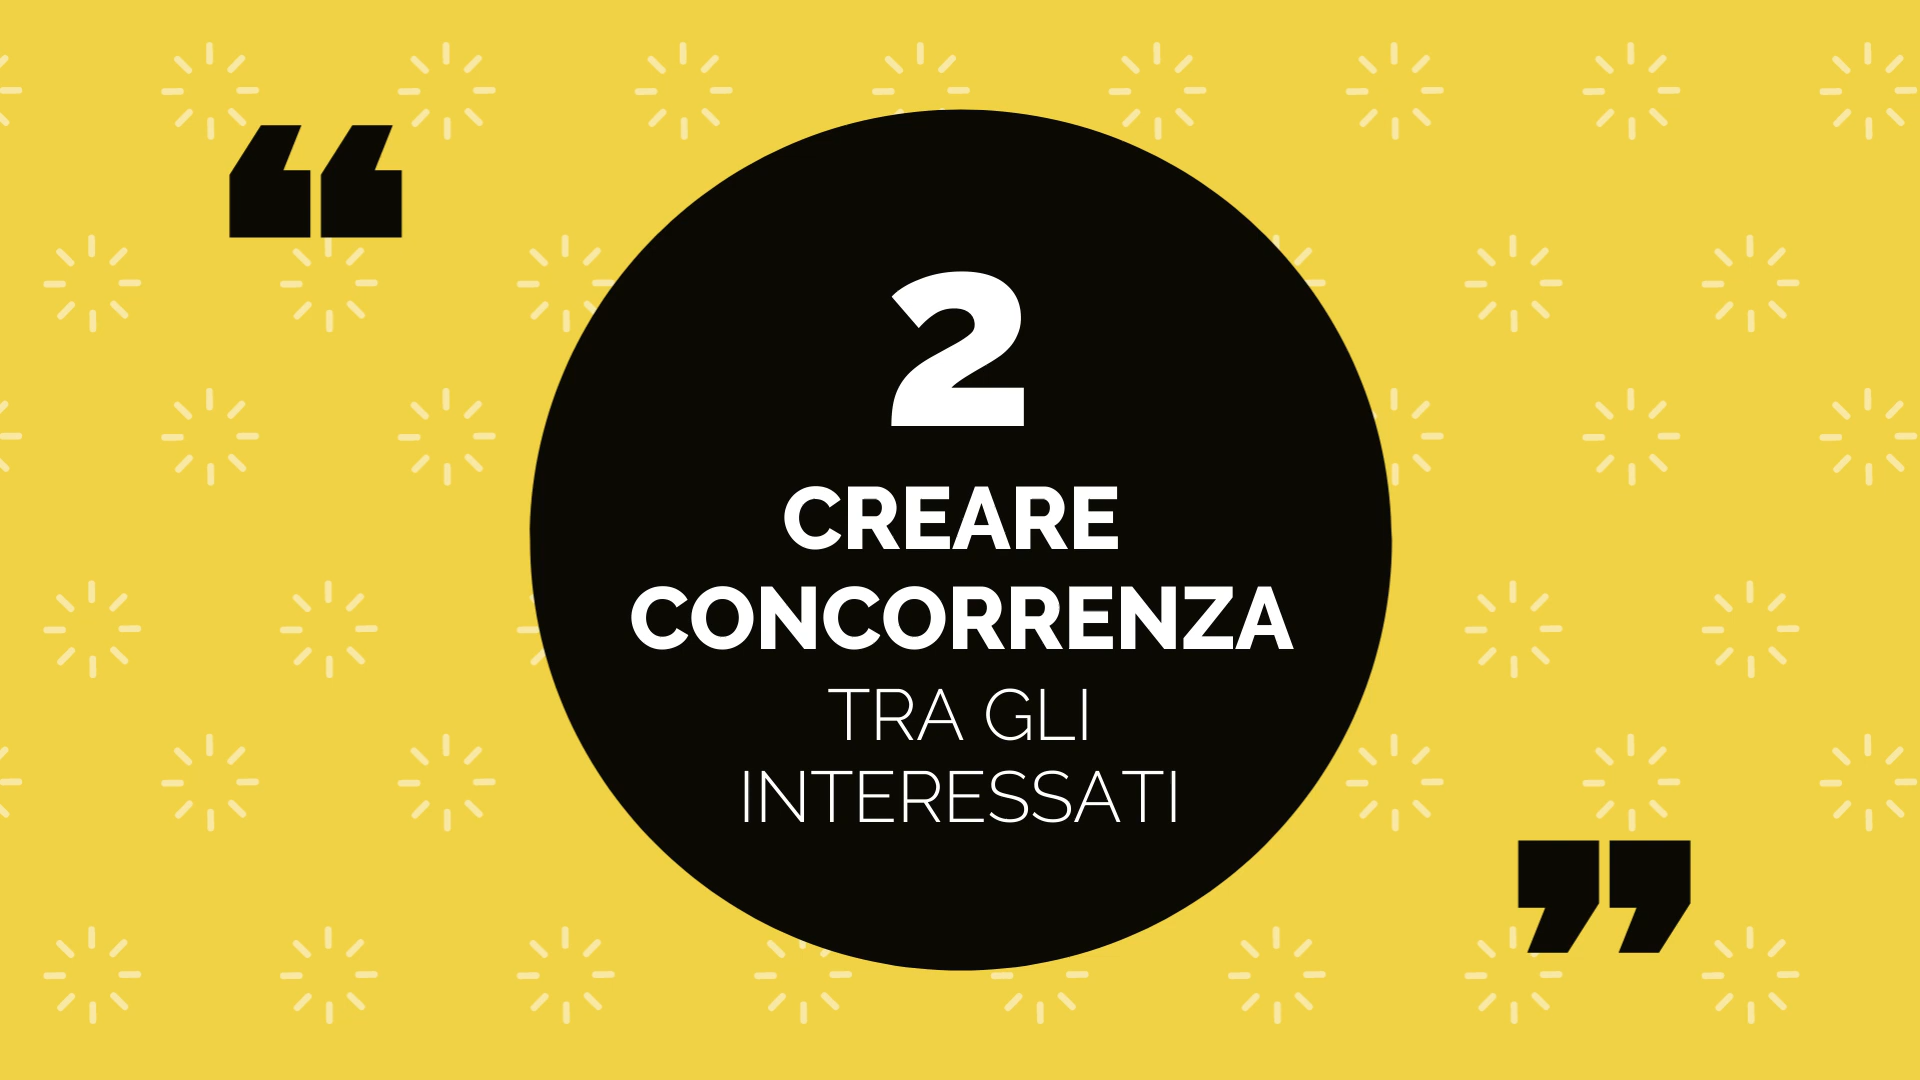 “
2
CREARE
CONCORRENZA
TRA GLI
INTERESSATI
”